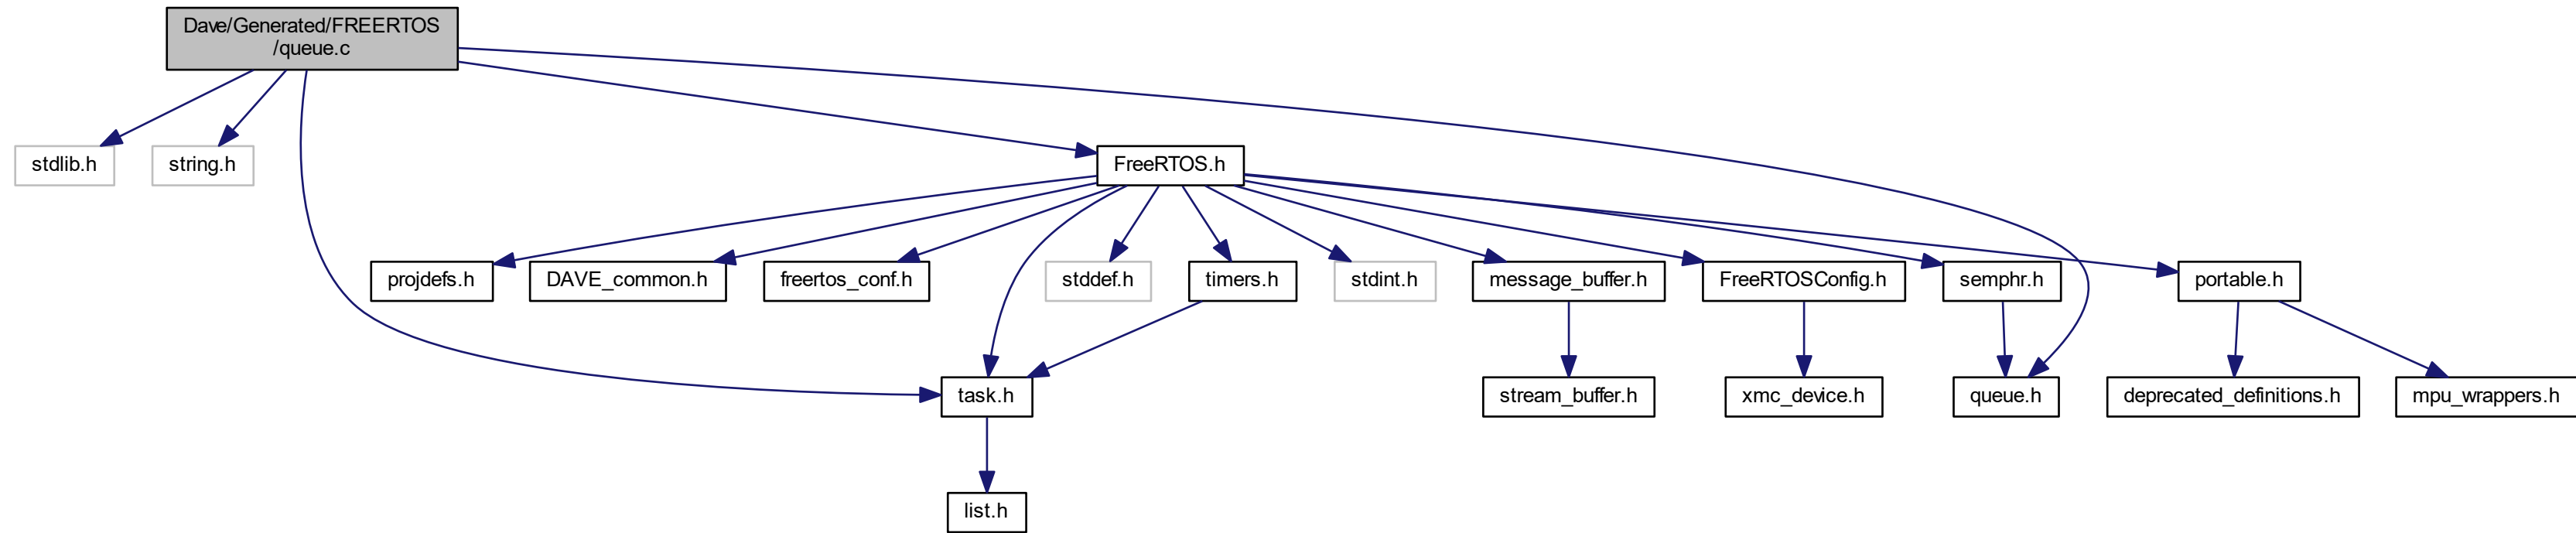 Dave/Generated/FREERTOS
/queue.c
stdlib.h
string.h
FreeRTOS.h
projdefs.h
DAVE_common.h
freertos_conf.h
stddef.h
timers.h
stdint.h
message_buffer.h
FreeRTOSConfig.h
semphr.h
portable.h
task.h
stream_buffer.h
xmc_device.h
queue.h
deprecated_definitions.h
mpu_wrappers.h
list.h